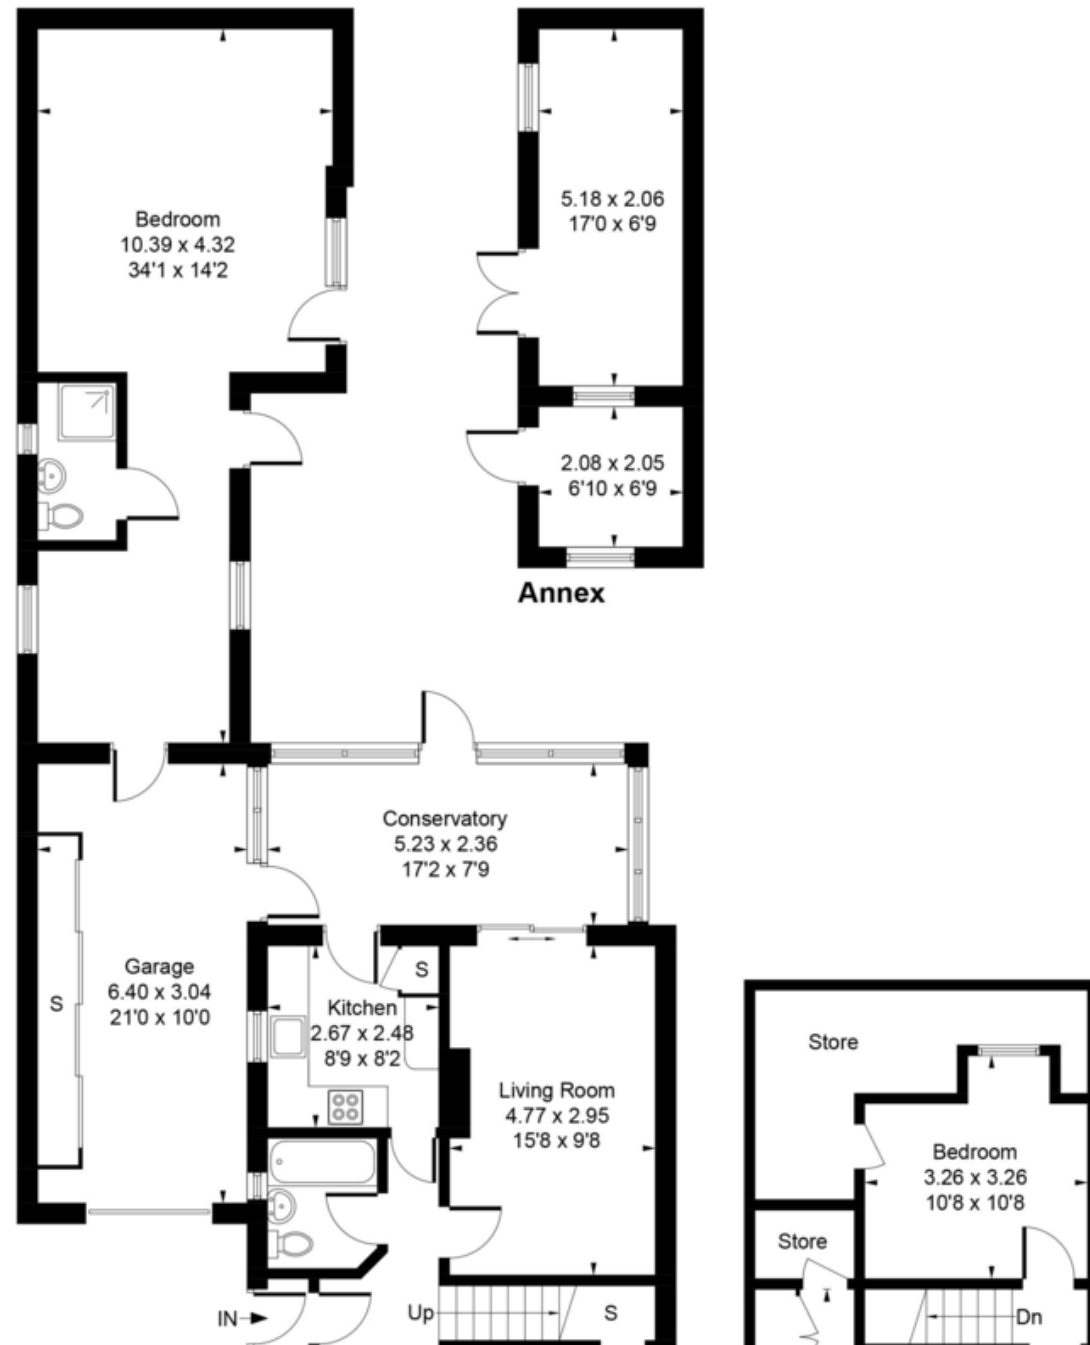 Bedroom
10.39 x 4.32
34'1 x 14'2
5.18 x 2.06
17'0 x 6'9
2.08 x 2.05
6'10 x 6'9
Annex
Conservatory
5.23 x 2.36
17'2 x 7'9
Garage
6.40 x 3.04
21'0 x 10'0
S
S
Kitchen
2.67 x 2.48
8'9 x 8'2
Living Room
4.77 x 2.95
15'8 x 9'8
IN
Up
S
Store
Bedroom
3.26 x 3.26
10'8 x 10'8
Store
Dn